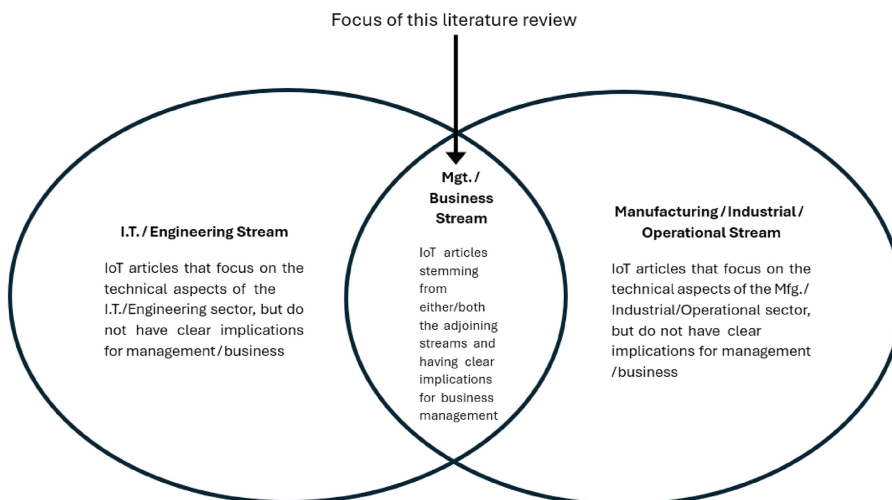 Focus of this literature review
Mgt. /
Business
Stream
I.T. / Engineering Stream
Manufacturing / Industrial /
Operational Stream
IoT articles that focus on the
technical aspects of the
I.T./Engineering sector, but do
not have clear implications
for management/business
IoT articles
stemming
from
either/both
the adjoining
streams and
having clear
implications
for business
management
IoT articles that focus on the
technical aspects of the Mfg./
Industrial/Operational sector,
but do not have clear
implications for management
/business